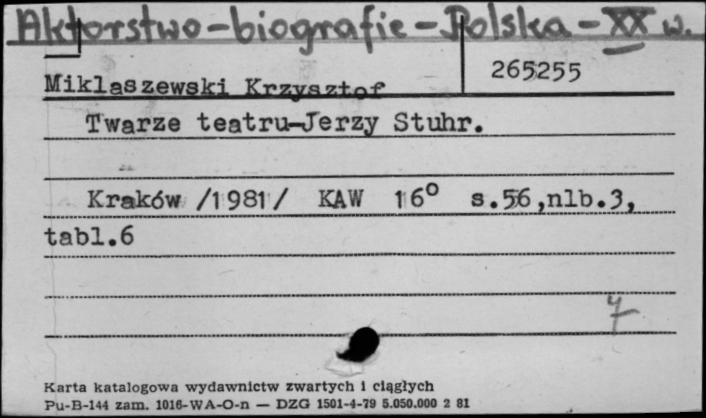 Aktorstwo-biografie-Polska-XX w.
265255
Miklaszewski Krzysztof
Twarze teatru-Jerzy Stuhr.
Kraków /1981/ KAW 16° s.56,nlb.3,
tabl.6
Karta katalogowa wydawnictw zwartych i ciągłych
Pu-B-144 zam. 1016-WA-O-n — DZG 1501-4-79 5.050.000 2 81